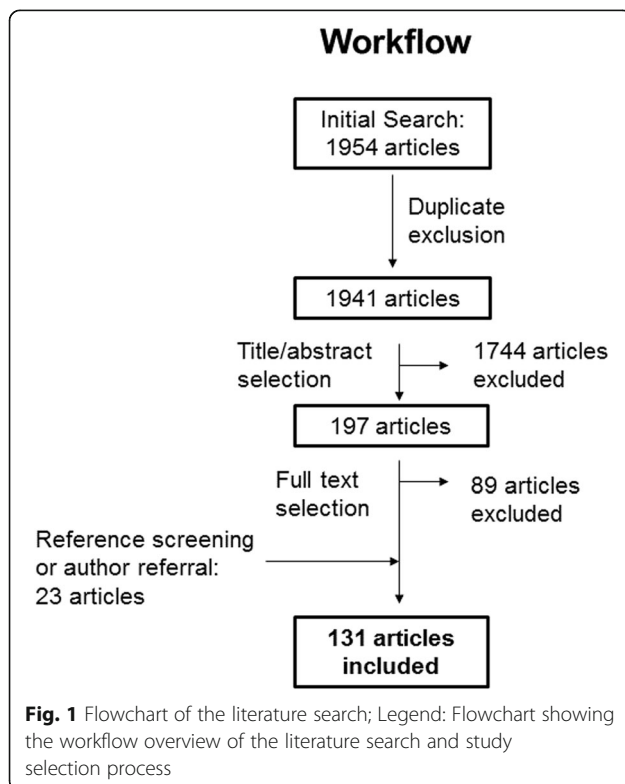 Workflow
Initial Search:
1954 articles
Duplicate
exclusion
1941 articles
Title/abstract
selection
1744 articles
excluded
197 articles
Full text
selection
89 articles
excluded
Reference screening
or author referral:
23 articles
131 articles
included
Fig. 1 Flowchart of the literature search; Legend: Flowchart showing
the workflow overview of the literature search and study
selection process